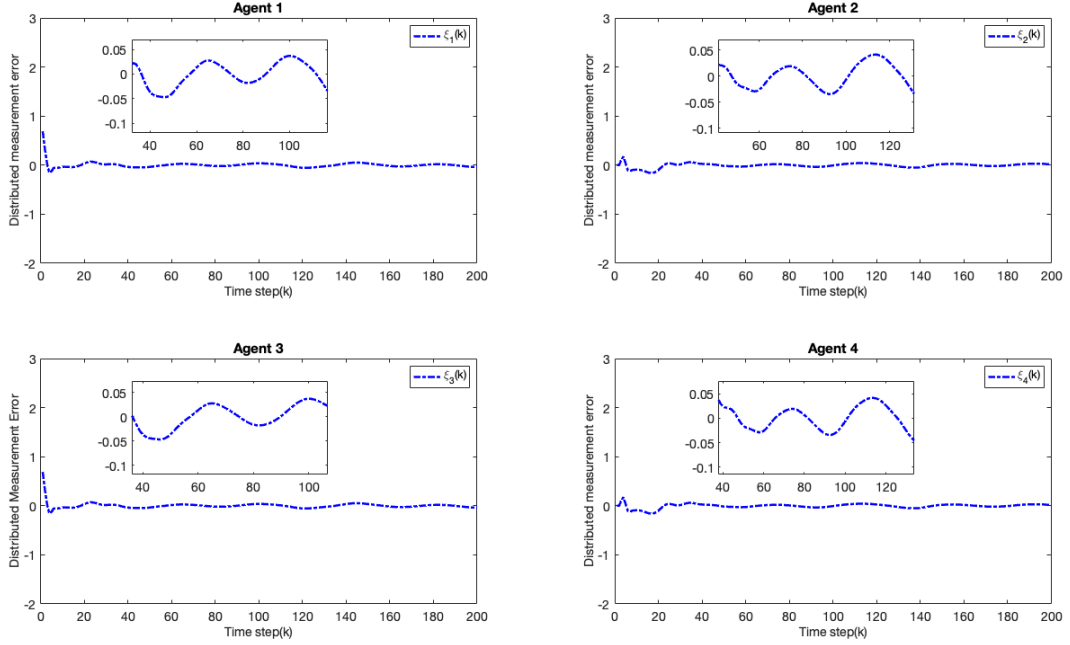 Agent 1
Distributed measurement error
3
2
1
0
-1
-2
ξ1(k)
0.05
0
-0.05
-0.1
40 60 80 100
0 20 40 60 80 100 120 140 160 180 200
Time step(k)
Agent 2
Distributed measurement error
3
2
1
0
-1
-2
ξ2(k)
0.05
0
-0.05
-0.1
60 80 100 120
0 20 40 60 80 100 120 140 160 180 200
Time step(k)
Agent 3
Distributed Measurement Error
3
2
1
0
-1
-2
ξ3(k)
0.05
0
-0.05
-0.1
40 60 80 100
0 20 40 60 80 100 120 140 160 180 200
Time step(k)
Agent 4
Distributed measurement error
3
2
1
0
-1
-2
ξ4(k)
0.05
0
-0.05
-0.1
40 60 80 100 120
0 20 40 60 80 100 120 140 160 180 200
Time step(k)